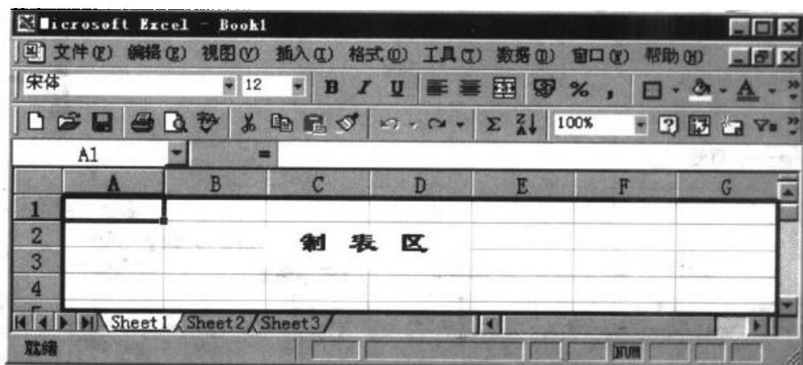 Microsoft Excel - Book1
文件(F) 编辑(E) 视图(V) 插入(I) 格式(O) 工具(T) 数据(D) 窗口(W) 帮助(H)
宋体 12 B I U % ,  A
Σ 100%
A1 =
A B C D E F G
1
2 制 表 区
3
4
Sheet1 Sheet2 Sheet3
就绪 NUM